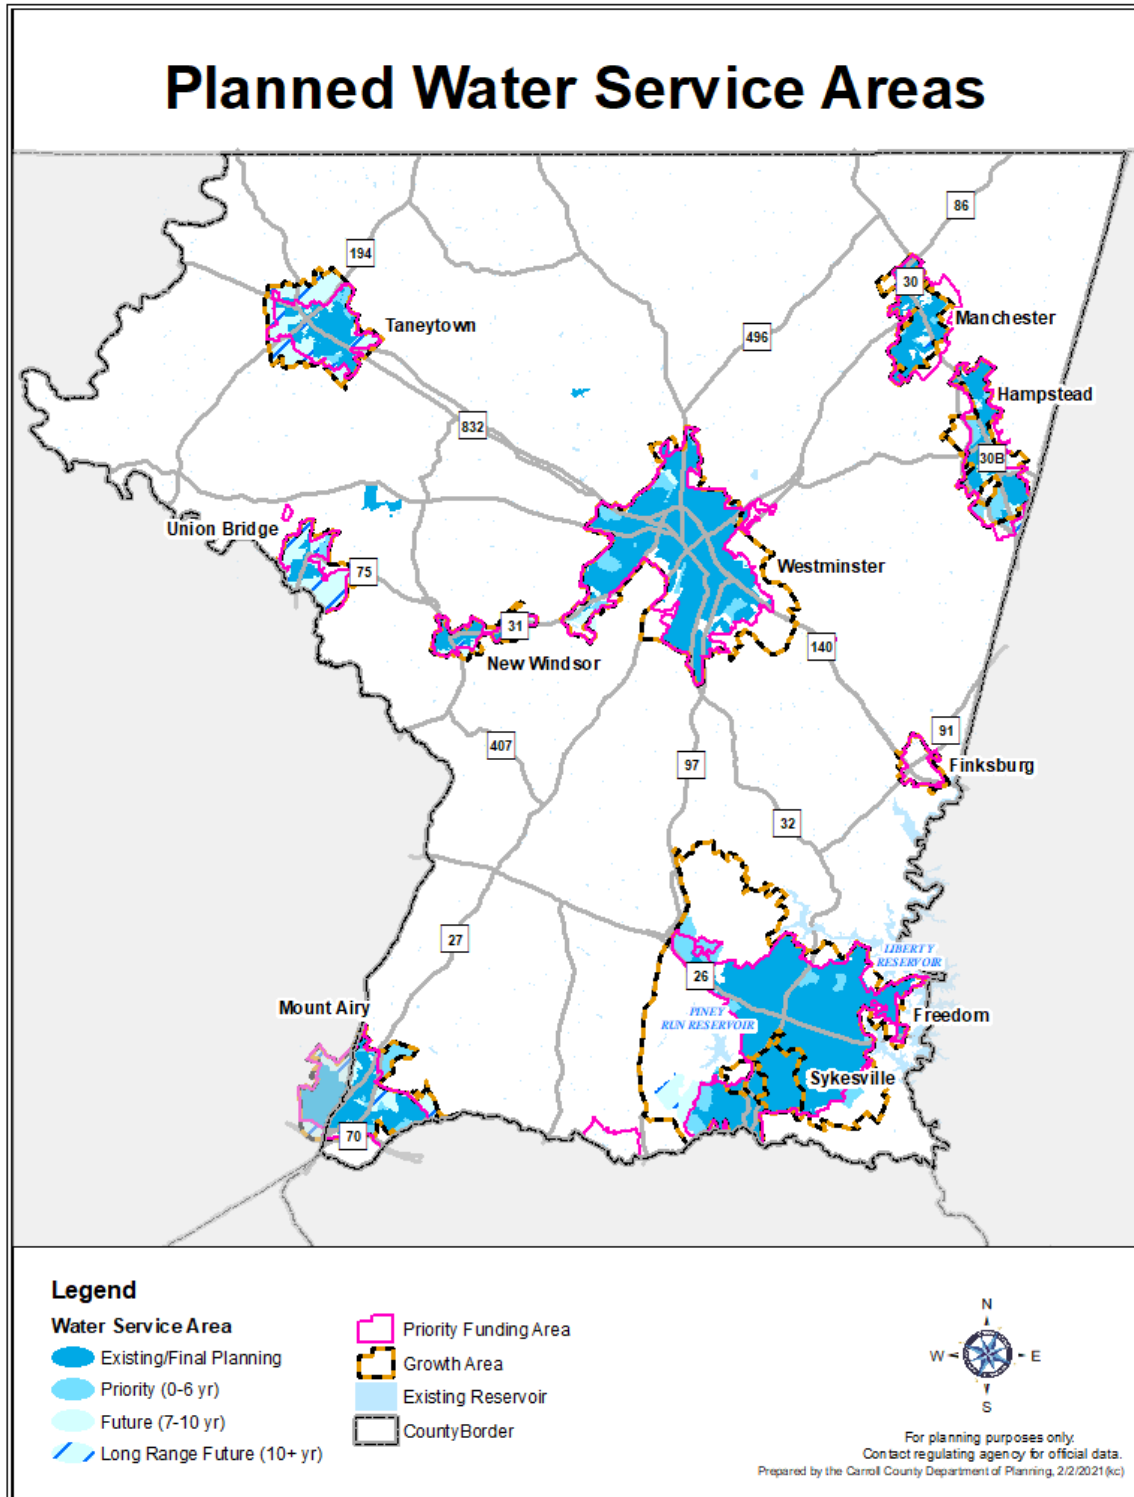 Planned Water Service Areas
86
194
30
Taneytown
Manchester
496
Hampstead
832
30B
Union Bridge
75
Westminster
31
New Windsor
140
91
407
97
Finksburg
32
27
LIBERTY
RESERVOIR
26
Mount Airy
PINEY
RUN RESERVOIR
Freedom
Sykesville
70
Legend
Water Service Area
Existing/Final Planning
Priority (0-6 yr)
Future (7-10 yr)
Long Range Future (10+ yr)
Priority Funding Area
Growth Area
Existing Reservoir
CountyBorder
N
W
E
S
For planning purposes only.
Contact regulating agency for official data.
Prepared by the Carroll County Department of Planning, 2/2/2021(kc)